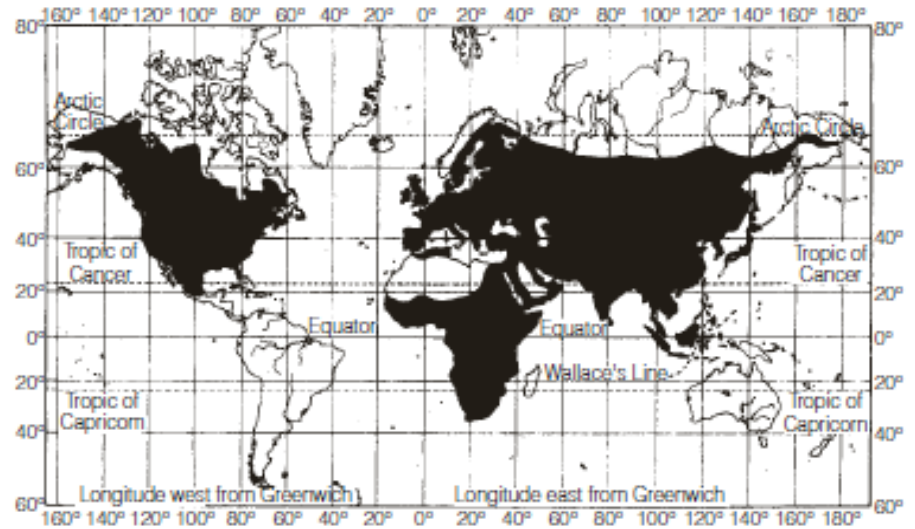 160° 140° 120° 100° 80° 60° 40° 20° 0° 20° 40° 60° 80° 100° 120° 140° 160° 180°
80° 80°
Arctic
Circle
Arctic Circle
60° 60°
40° 40°
Tropic of
Cancer
Tropic of
Cancer
20° 20°
Equator Equator
0° 0°
Wallace's Line
20° 20°
Tropic of
Capricorn
Tropic of
Capricorn
40° 40°
Longitude west from Greenwich Longitude east from Greenwich
60° 60°
160° 140° 120° 100° 80° 60° 40° 20° 0° 20° 40° 60° 80° 100° 120° 140° 160° 180°